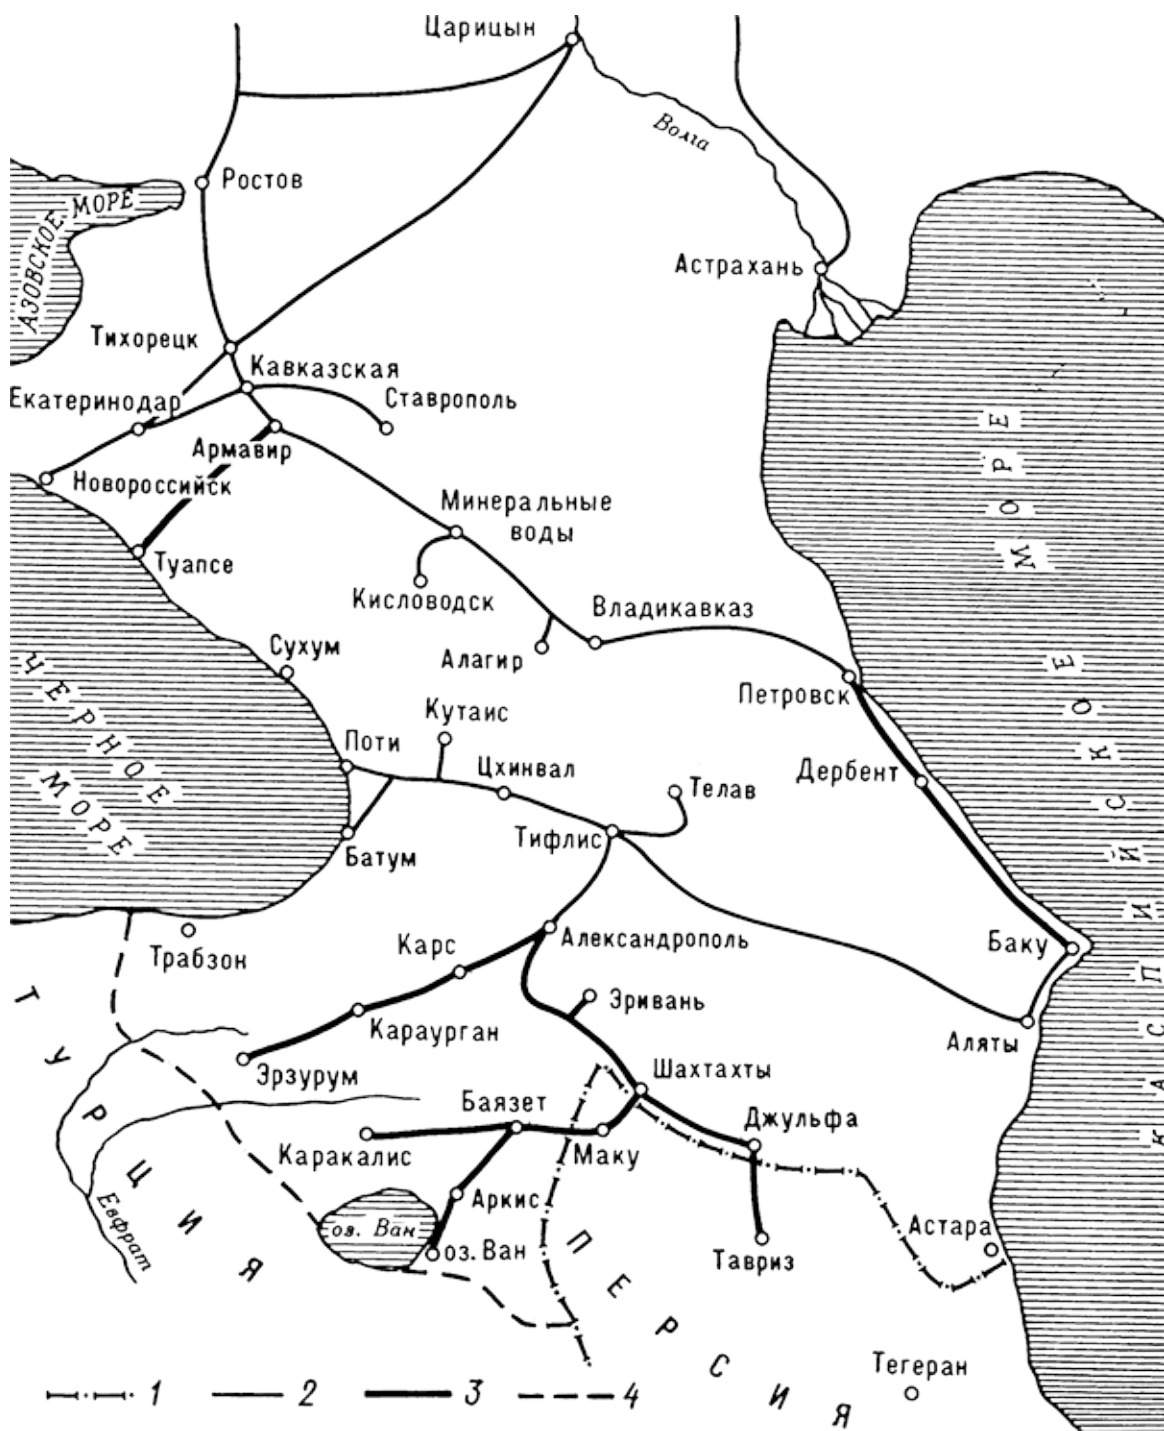 Царицын
Волга
Ростов
АЗОВСКОЕ МОРЕ
Астрахань
Тихорецк
Кавказская
Екатеринодар
Ставрополь
Армавир
Новороссийск
Минеральные
воды
Туапсе
Кисловодск
Владикавказ
Алагир
Сухум
Петровск
КАСПИЙСКОЕ МОРЕ
ЧЕРНОЕ
МОРЕ
Кутаис
Поти
Цхинвал
Телав
Дербент
Тифлис
Батум
Александрополь
Баку
Карс
Трабзон
Эривань
Караурган
Аляты
Эрзурум
Шахтахты
Баязет
Джульфа
Каракалис
Маку
ТУРЦИЯ
Евфрат
Аркис
оз. Ван
оз. Ван
Тавриз
Астара
ПЕРСИЯ
Тегеран
1 2 3 4